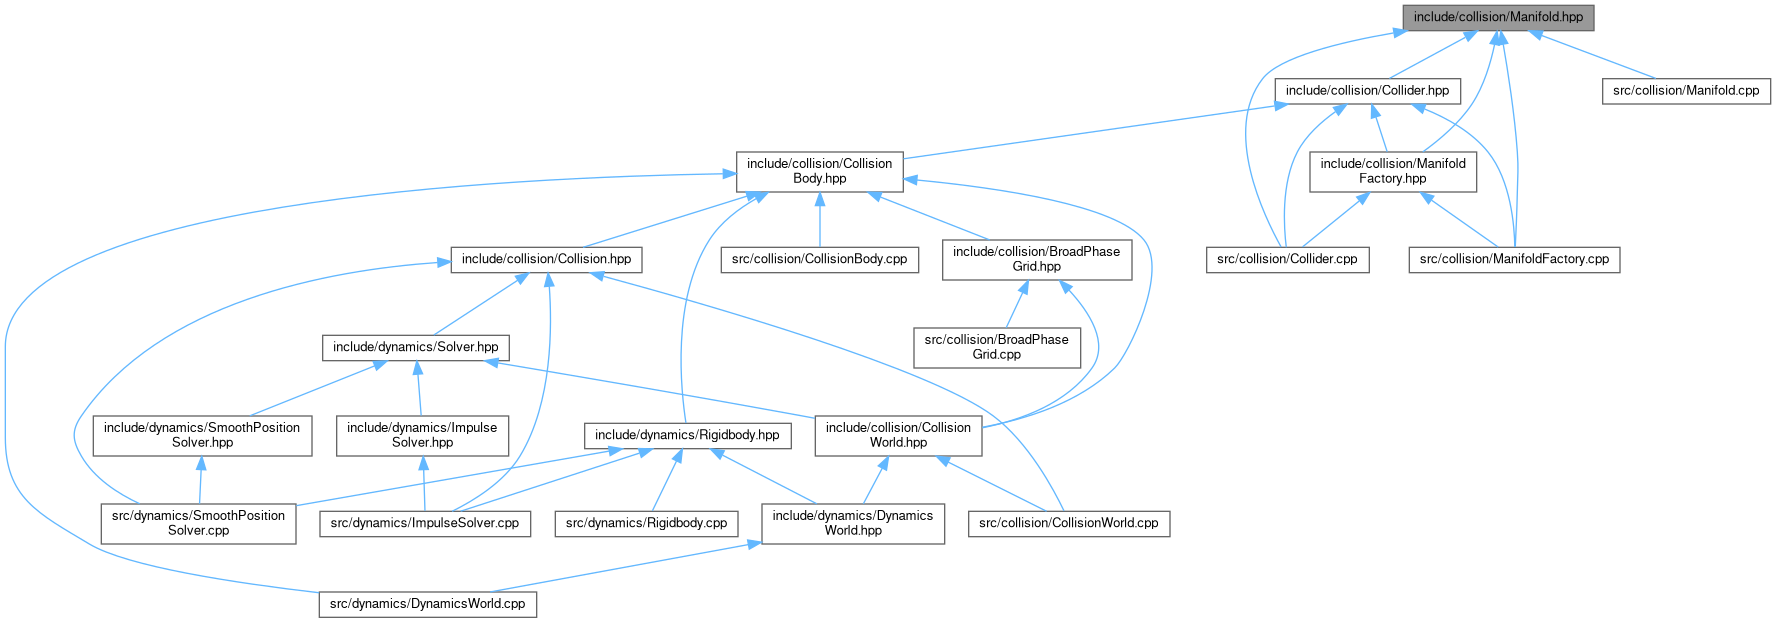 include/collision/Manifold.hpp
include/collision/Collider.hpp
src/collision/Manifold.cpp
include/collision/Collision
Body.hpp
include/collision/Manifold
Factory.hpp
include/collision/Collision.hpp
src/collision/CollisionBody.cpp
include/collision/BroadPhase
Grid.hpp
src/collision/Collider.cpp
src/collision/ManifoldFactory.cpp
include/dynamics/Solver.hpp
src/collision/BroadPhase
Grid.cpp
include/dynamics/SmoothPosition
Solver.hpp
include/dynamics/Impulse
Solver.hpp
include/dynamics/Rigidbody.hpp
include/collision/Collision
World.hpp
src/dynamics/SmoothPosition
Solver.cpp
src/dynamics/ImpulseSolver.cpp
src/dynamics/Rigidbody.cpp
include/dynamics/Dynamics
World.hpp
src/collision/CollisionWorld.cpp
src/dynamics/DynamicsWorld.cpp